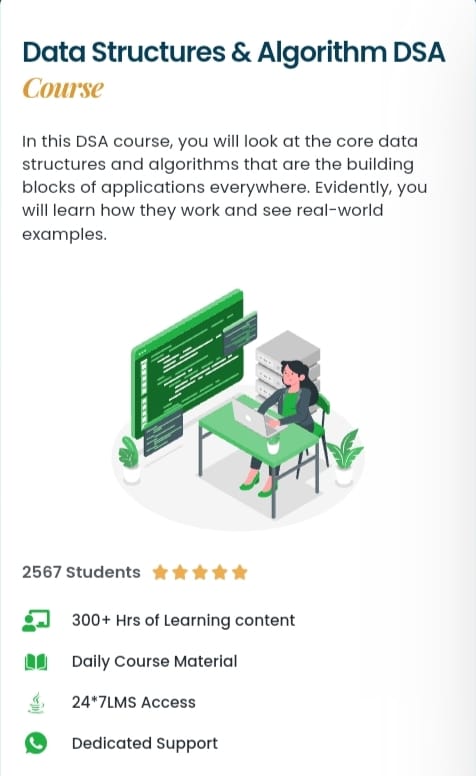 Data Structures & Algorithm DSA
Course
In this DSA course, you will look at the core data
structures and algorithms that are the building
blocks of applications everywhere. Evidently, you
will learn how they work and see real-world
examples.
2567 Students
300+ Hrs of Learning content
Daily Course Material
24*7LMS Access
Dedicated Support